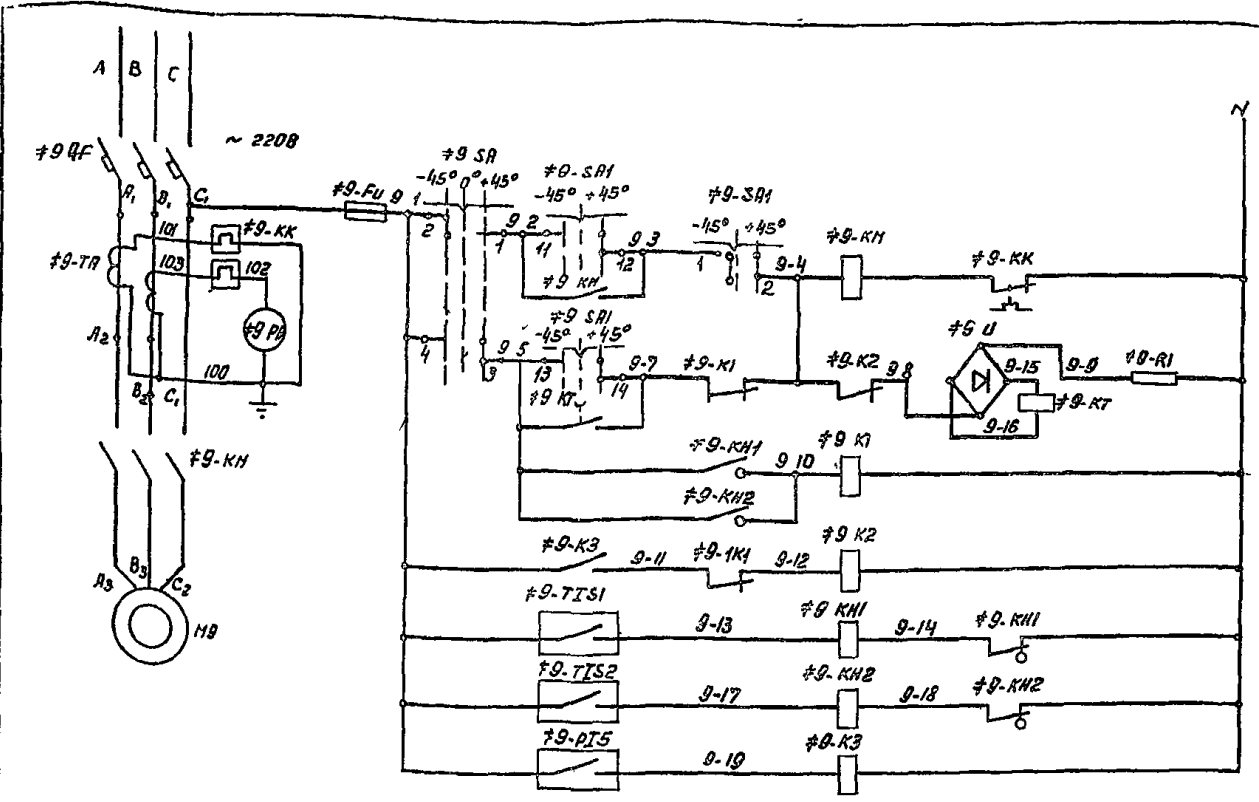 A B C N
~ 220В
≠9 QF
≠9 SA
-45° 0° +45°
≠9-SA1
-45° +45°
≠9-SA1
-45° +45°
≠9-FU
9 1
2
A₁ B₁ C₁
101
≠9-KK
1
9 2
11
9 3
12
1
2
9-4
≠9-KM
≠9-KK
≠9-TA
103
102
≠9 KM
≠9 PA
A₂
4
≠9 SA1
-45° +45°
3
9 5
13
14
9-7
≠9-K1
≠9-K2
9 8
≠9 U
9-15
9-9
≠9-R1
≠9-KT
9-16
100
B₂ C₁
≠9 KT
≠9-KM
≠9-KH1
9 10
≠9 K1
≠9-KH2
≠9-K3
9-11
≠9-1K1
9-12
≠9 K2
A₃ B₃ C₂
M9
≠9-TIS1
9-13
≠9 KH1
9-14
≠9-KH1
≠9-TIS2
9-17
≠9-KH2
9-18
≠9-KH2
≠9-PIS
9-19
≠9-K3